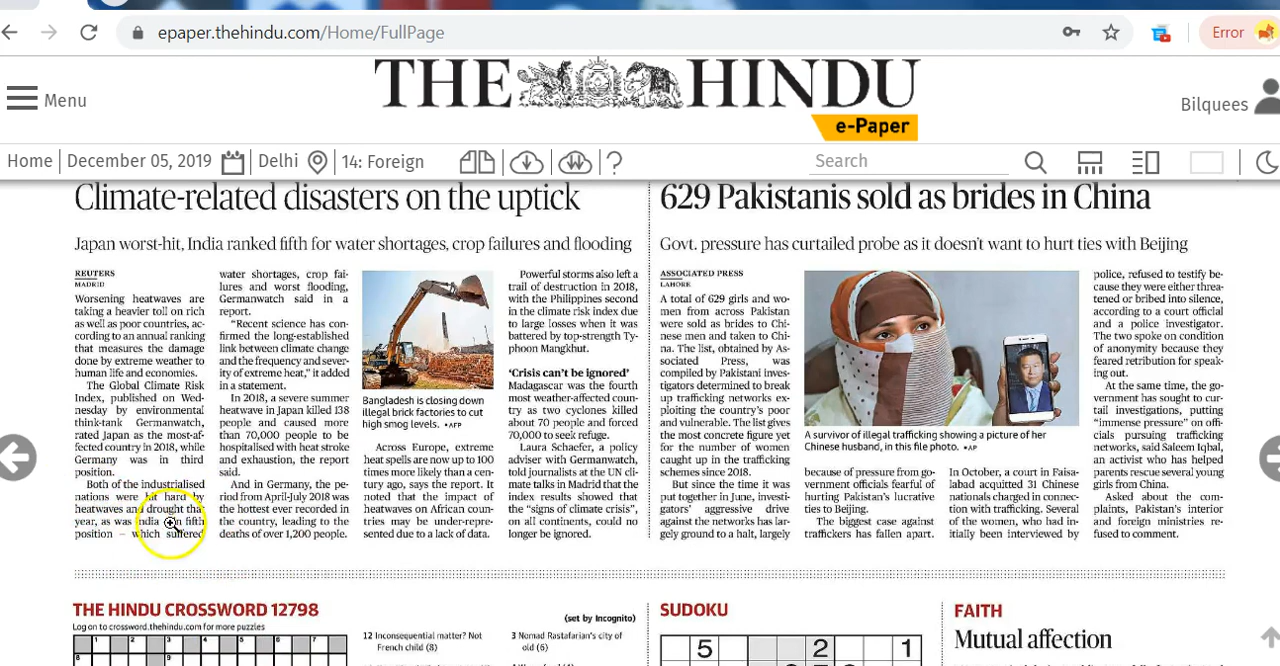 epaper.thehindu.com/Home/FullPage
Error
Menu
THE HINDU
e-Paper
Bilquees
Home
December 05, 2019
Delhi
14: Foreign
Search
Climate-related disasters on the uptick
Japan worst-hit, India ranked fifth for water shortages, crop failures and flooding
REUTERS
MADRID
Worsening heatwaves are
taking a heavier toll on rich
as well as poor countries, ac-
cording to an annual ranking
that measures the damage
done by extreme weather to
human life and economies.
The Global Climate Risk
Index, published on Wed-
nesday by environmental
think-tank Germanwatch,
rated Japan as the most-af-
fected country in 2018, while
Germany was in third
position.
Both of the industrialised
nations were hit hard by
heatwaves and drought that
year, as was India in fifth
position – which suffered
water shortages, crop fai-
lures and worst flooding,
Germanwatch said in a
report.
“Recent science has con-
firmed the long-established
link between climate change
and the frequency and sever-
ity of extreme heat,” it added
in a statement.
In 2018, a severe summer
heatwave in Japan killed 138
people and caused more
than 70,000 people to be
hospitalised with heat stroke
and exhaustion, the report
said.
And in Germany, the pe-
riod from April-July 2018 was
the hottest ever recorded in
the country, leading to the
deaths of over 1,200 people.
Bangladesh is closing down
illegal brick factories to cut
high smog levels. •AFP
Across Europe, extreme
heat spells are now up to 100
times more likely than a cen-
tury ago, says the report. It
noted that the impact of
heatwaves on African coun-
tries may be under-repre-
sented due to a lack of data.
Powerful storms also left a
trail of destruction in 2018,
with the Philippines second
in the climate risk index due
to large losses when it was
battered by top-strength Ty-
phoon Mangkhut.
‘Crisis can’t be ignored’
Madagascar was the fourth
most weather-affected coun-
try as two cyclones killed
about 70 people and forced
70,000 to seek refuge.
Laura Schaefer, a policy
adviser with Germanwatch,
told journalists at the UN cli-
mate talks in Madrid that the
index results showed that
the “signs of climate crisis”,
on all continents, could no
longer be ignored.
629 Pakistanis sold as brides in China
Govt. pressure has curtailed probe as it doesn’t want to hurt ties with Beijing
ASSOCIATED PRESS
LAHORE
A total of 629 girls and wo-
men from across Pakistan
were sold as brides to Chi-
nese men and taken to Chi-
na. The list, obtained by As-
sociated Press, was
compiled by Pakistani inves-
tigators determined to break
up trafficking networks ex-
ploiting the country’s poor
and vulnerable. The list gives
the most concrete figure yet
for the number of women
caught up in the trafficking
schemes since 2018.
But since the time it was
put together in June, investi-
gators’ aggressive drive
against the networks has lar-
gely ground to a halt, largely
A survivor of illegal trafficking showing a picture of her
Chinese husband, in this file photo. •AP
because of pressure from go-
vernment officials fearful of
hurting Pakistan’s lucrative
ties to Beijing.
The biggest case against
traffickers has fallen apart.
In October, a court in Faisa-
labad acquitted 31 Chinese
nationals charged in connec-
tion with trafficking. Several
of the women, who had in-
itially been interviewed by
police, refused to testify be-
cause they were either threa-
tened or bribed into silence,
according to a court official
and a police investigator.
The two spoke on condition
of anonymity because they
feared retribution for speak-
ing out.
At the same time, the go-
vernment has sought to cur-
tail investigations, putting
“immense pressure” on offi-
cials pursuing trafficking
networks, said Saleem Iqbal,
an activist who has helped
parents rescue several young
girls from China.
Asked about the com-
plaints, Pakistan’s interior
and foreign ministries re-
fused to comment.
THE HINDU CROSSWORD 12798
Log on to crossword.thehindu.com for more puzzles
1 2 3 4 5 6 7
8 9
(set by Incognito)
12 Inconsequential matter? Not
French child (8)
3 Nomad Rastafarian’s city of
old (6)
SUDOKU
5 2 1
FAITH
Mutual affection